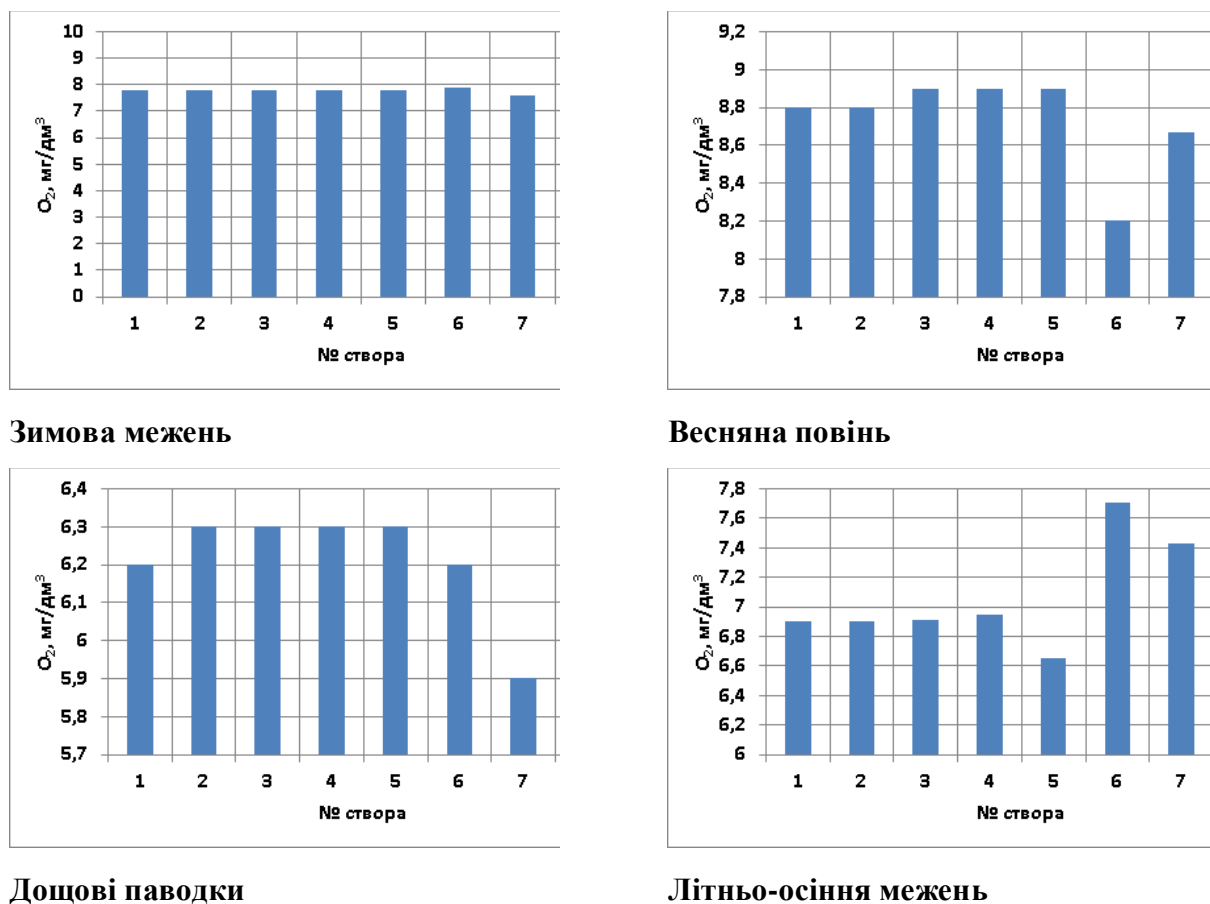 10
9
8
7
6
5
4
3
2
1
0
O₂, мг/дм³
1 2 3 4 5 6 7
№ створа
9,2
9
8,8
8,6
8,4
8,2
8
7,8
O₂, мг/дм³
1 2 3 4 5 6 7
№ створа
Зимова межень
Весняна повінь
6,4
6,3
6,2
6,1
6
5,9
5,8
5,7
O₂, мг/дм³
1 2 3 4 5 6 7
№ створа
7,8
7,6
7,4
7,2
7
6,8
6,6
6,4
6,2
6
O₂, мг/дм³
1 2 3 4 5 6 7
№ створа
Дощові паводки
Літньо-осіння межень